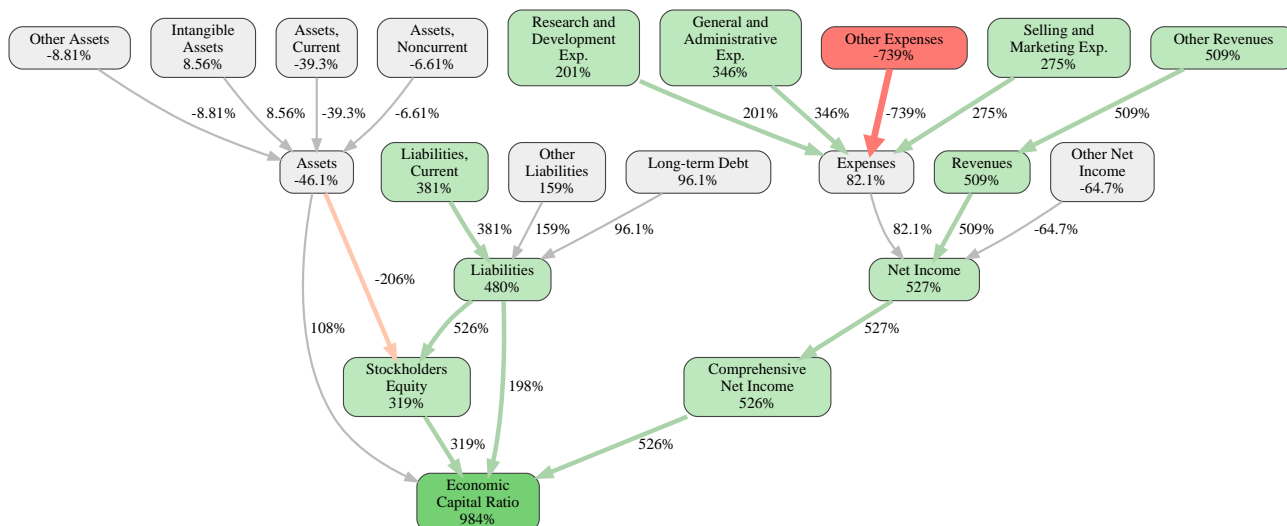 Other Assets
-8.81%
Intangible
Assets
8.56%
Assets,
Current
-39.3%
Assets,
Noncurrent
-6.61%
Research and
Development
Exp.
201%
General and
Administrative
Exp.
346%
Other Expenses
-739%
Selling and
Marketing Exp.
275%
Other Revenues
509%
-8.81%
8.56%
-39.3%
-6.61%
201%
346%
-739%
275%
509%
Assets
-46.1%
Liabilities,
Current
381%
Other
Liabilities
159%
Long-term Debt
96.1%
Expenses
82.1%
Revenues
509%
Other Net
Income
-64.7%
381%
159%
96.1%
82.1%
509%
-64.7%
-206%
Liabilities
480%
Net Income
527%
108%
526%
198%
527%
Stockholders
Equity
319%
Comprehensive
Net Income
526%
319%
526%
Economic
Capital Ratio
984%